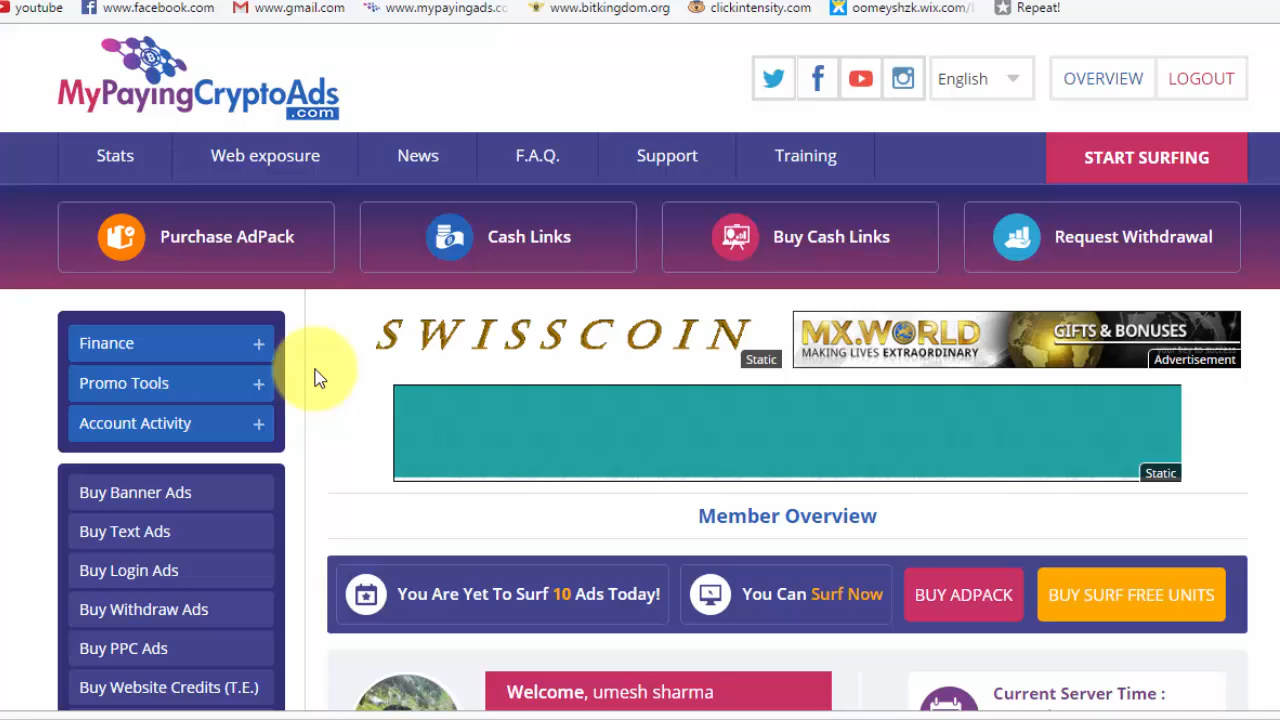 youtube www.facebook.com www.gmail.com www.mypayingads.cc www.bitkingdom.org clickintensity.com oomeyshzk.wix.com/ Repeat!
MyPayingCryptoAds
.com
English
OVERVIEW LOGOUT
Stats Web exposure News F.A.Q. Support Training START SURFING
Purchase AdPack Cash Links Buy Cash Links Request Withdrawal
Finance +
Promo Tools +
Account Activity +
SWISSCOIN
Static
MX.WORLD
MAKING LIVES EXTRAORDINARY
GIFTS & BONUSES
Advertisement
Static
Buy Banner Ads
Buy Text Ads
Buy Login Ads
Buy Withdraw Ads
Buy PPC Ads
Buy Website Credits (T.E.)
Member Overview
You Are Yet To Surf 10 Ads Today! You Can Surf Now BUY ADPACK BUY SURF FREE UNITS
Welcome, umesh sharma
Current Server Time :